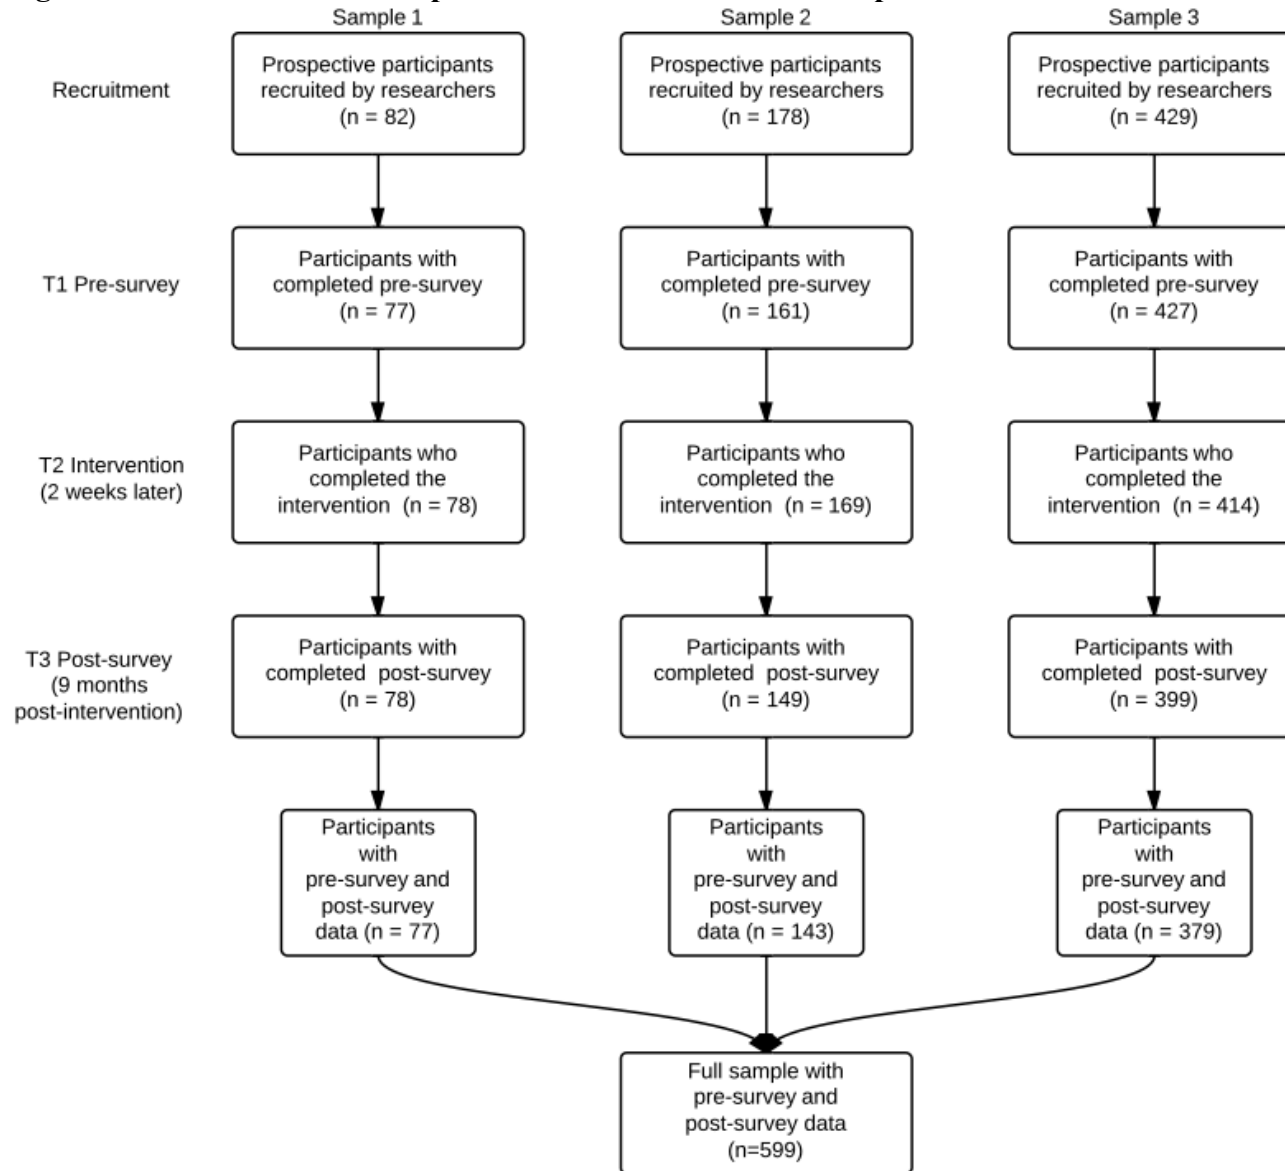 Sample 1
Sample 2
Sample 3
Recruitment
Prospective participants
recruited by researchers
(n = 82)
Prospective participants
recruited by researchers
(n = 178)
Prospective participants
recruited by researchers
(n = 429)
T1 Pre-survey
Participants with
completed pre-survey
(n = 77)
Participants with
completed pre-survey
(n = 161)
Participants with
completed pre-survey
(n = 427)
T2 Intervention
(2 weeks later)
Participants who
completed the
intervention (n = 78)
Participants who
completed the
intervention (n = 169)
Participants who
completed the
intervention (n = 414)
T3 Post-survey
(9 months
post-intervention)
Participants with
completed post-survey
(n = 78)
Participants with
completed post-survey
(n = 149)
Participants with
completed post-survey
(n = 399)
Participants
with
pre-survey and
post-survey
data (n = 77)
Participants
with
pre-survey and
post-survey
data (n = 143)
Participants
with
pre-survey and
post-survey
data (n = 379)
Full sample with
pre-survey and
post-survey data
(n=599)